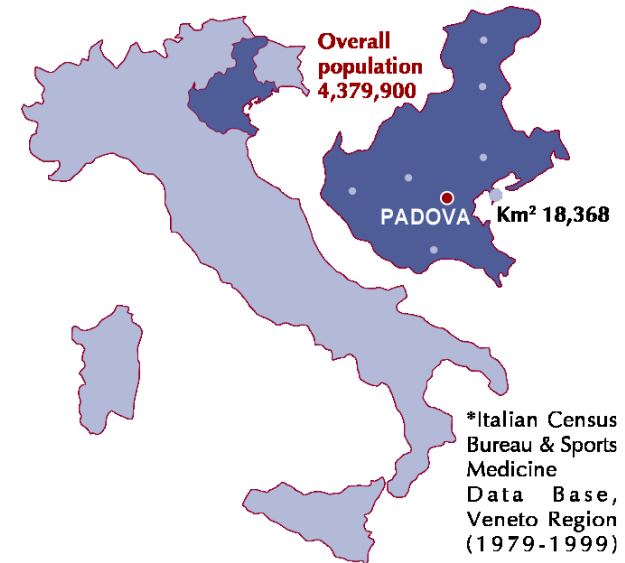 Overall
population
4,379,900
PADOVA
Km² 18,368
*Italian Census
Bureau & Sports
Medicine
Data Base,
Veneto Region
(1979-1999)